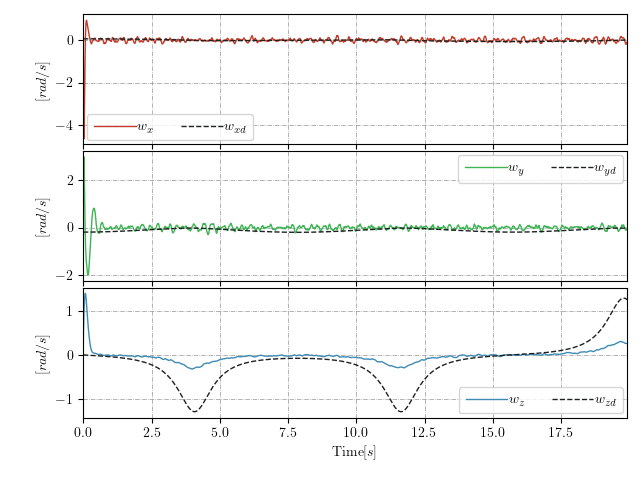 0
−2
−4
[rad/s]
w_x w_xd
2
0
−2
[rad/s]
w_y w_yd
1
0
−1
[rad/s]
w_z w_zd
0.0 2.5 5.0 7.5 10.0 12.5 15.0 17.5
Time[s]